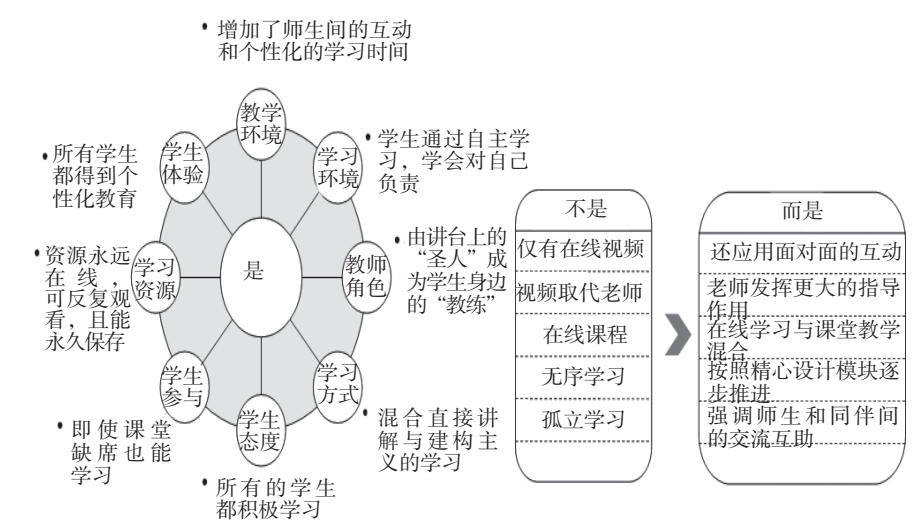 • 增加了师生间的互动
和个性化的学习时间
教学
环境
学习
环境
• 学生通过自主学
习，学会对自己
负责
教师
角色
• 由讲台上的
“圣人”成
为学生身边
的“教练”
学习
方式
• 混合直接讲
解与建构主
义的学习
学生
态度
• 所有的学生
都积极学习
学生
参与
• 即使课堂
缺席也能
学习
学习
资源
• 资源永远
在线，
可反复观
看，且能
永久保存
学生
体验
• 所有学生
都得到个
性化教育
是
不是
仅有在线视频
视频取代老师
在线课程
无序学习
孤立学习
而是
还应用面对面的互动
老师发挥更大的指导
作用
在线学习与课堂教学
混合
按照精心设计模块逐
步推进
强调师生和同伴间
的交流互助